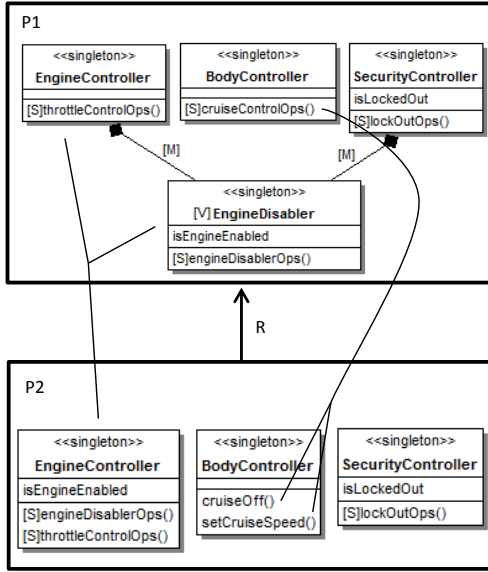 P1
<<singleton>>
EngineController
[S]throttleControlOps()
<<singleton>>
BodyController
[S]cruiseControlOps()
<<singleton>>
SecurityController
isLockedOut
[S]lockOutOps()
[M]
[M]
<<singleton>>
[V] EngineDisabler
isEngineEnabled
[S]engineDisablerOps()
R
P2
<<singleton>>
EngineController
isEngineEnabled
[S]engineDisablerOps()
[S]throttleControlOps()
<<singleton>>
BodyController
cruiseOff()
setCruiseSpeed()
<<singleton>>
SecurityController
isLockedOut
[S]lockOutOps()